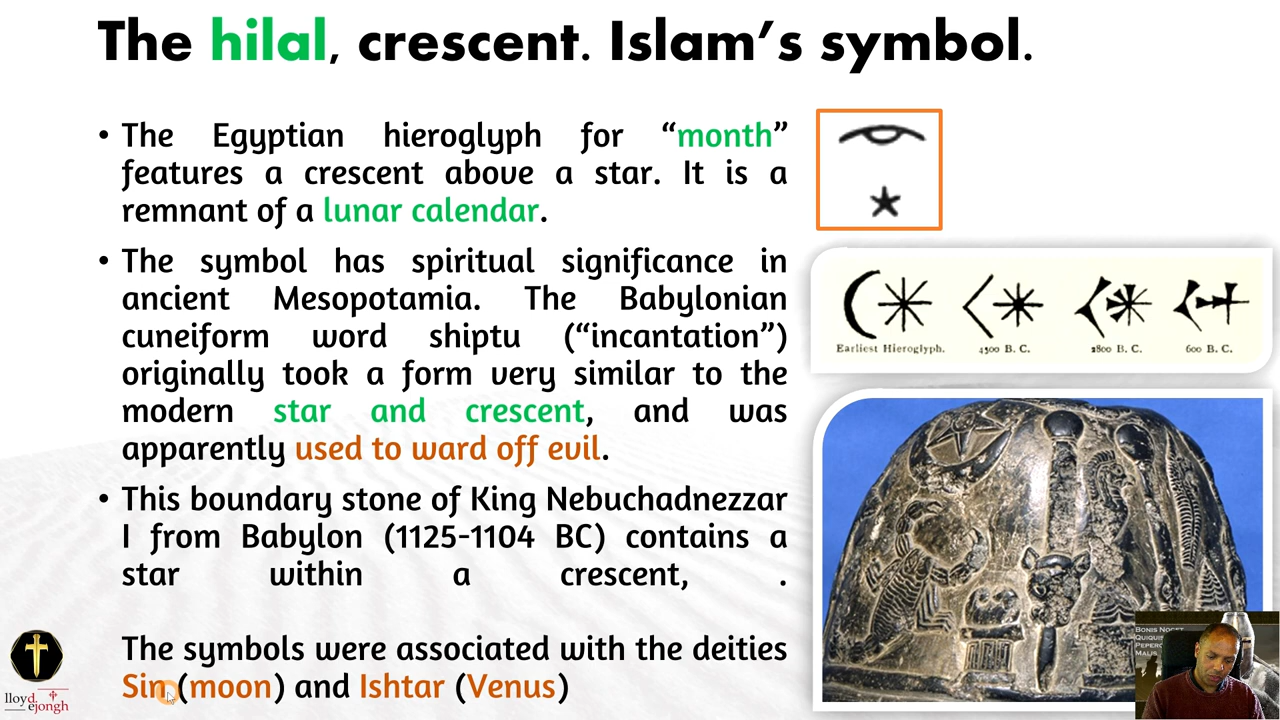 The hilal, crescent. Islam’s symbol.
• The Egyptian hieroglyph for “month”
features a crescent above a star. It is a
remnant of a lunar calendar.
• The symbol has spiritual significance in
ancient Mesopotamia. The Babylonian
cuneiform word shiptu (“incantation”)
originally took a form very similar to the
modern star and crescent, and was
apparently used to ward off evil.
• This boundary stone of King Nebuchadnezzar
I from Babylon (1125-1104 BC) contains a
star within a crescent, .
The symbols were associated with the deities
Sin (moon) and Ishtar (Venus)
Earliest Hieroglyph. 4500 B. C. 2800 B. C. 600 B. C.
Bonis Nocet
Quiquis
Peperc
Malis
lloyd
ejongh